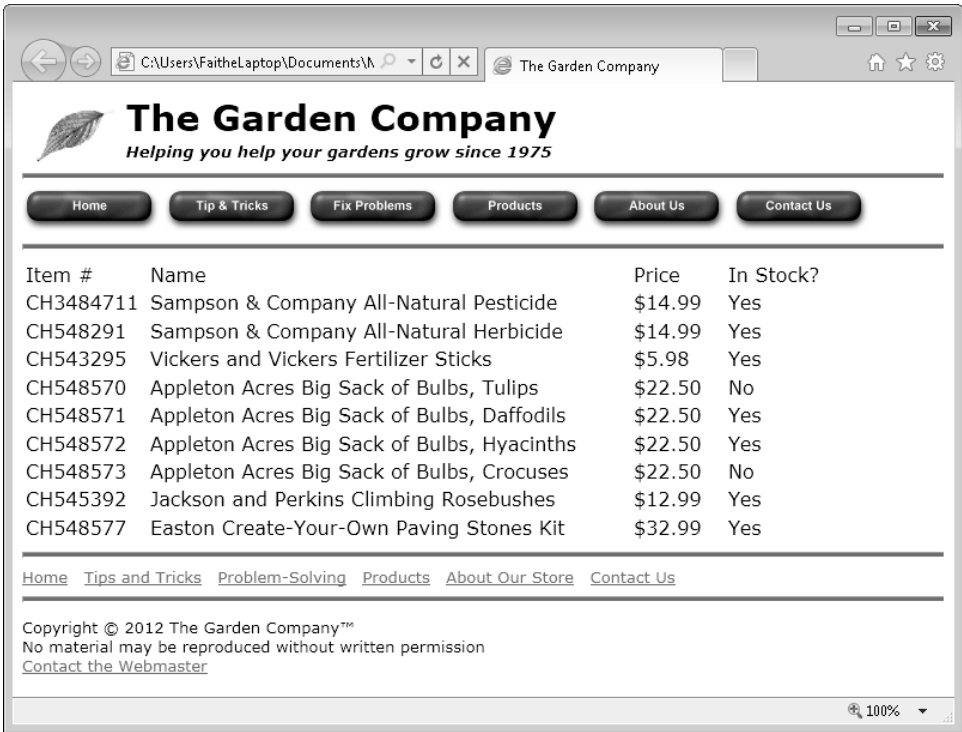 C:\Users\FaitheLaptop\Documents\N
The Garden Company
The Garden Company
Helping you help your gardens grow since 1975
Home Tip & Tricks Fix Problems Products About Us Contact Us
Item # Name Price In Stock?
CH3484711 Sampson & Company All-Natural Pesticide $14.99 Yes
CH548291 Sampson & Company All-Natural Herbicide $14.99 Yes
CH543295 Vickers and Vickers Fertilizer Sticks $5.98 Yes
CH548570 Appleton Acres Big Sack of Bulbs, Tulips $22.50 No
CH548571 Appleton Acres Big Sack of Bulbs, Daffodils $22.50 Yes
CH548572 Appleton Acres Big Sack of Bulbs, Hyacinths $22.50 Yes
CH548573 Appleton Acres Big Sack of Bulbs, Crocuses $22.50 No
CH545392 Jackson and Perkins Climbing Rosebushes $12.99 Yes
CH548577 Easton Create-Your-Own Paving Stones Kit $32.99 Yes
Home Tips and Tricks Problem-Solving Products About Our Store Contact Us
Copyright © 2012 The Garden Company™
No material may be reproduced without written permission
Contact the Webmaster
100%